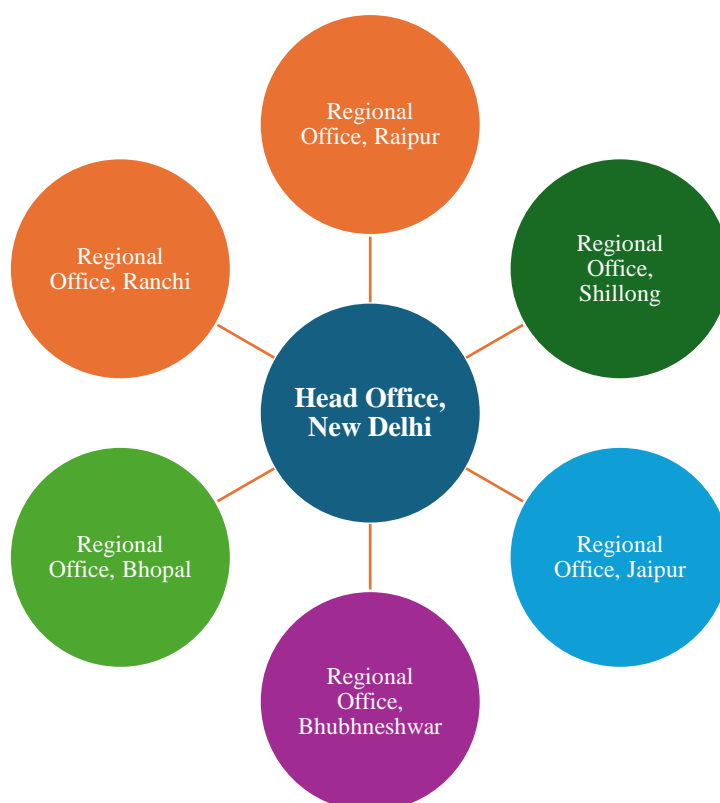 Regional
Office, Raipur
Regional
Office, Ranchi
Regional
Office,
Shillong
Head Office,
New Delhi
Regional
Office, Bhopal
Regional
Office, Jaipur
Regional
Office,
Bhubhneshwar